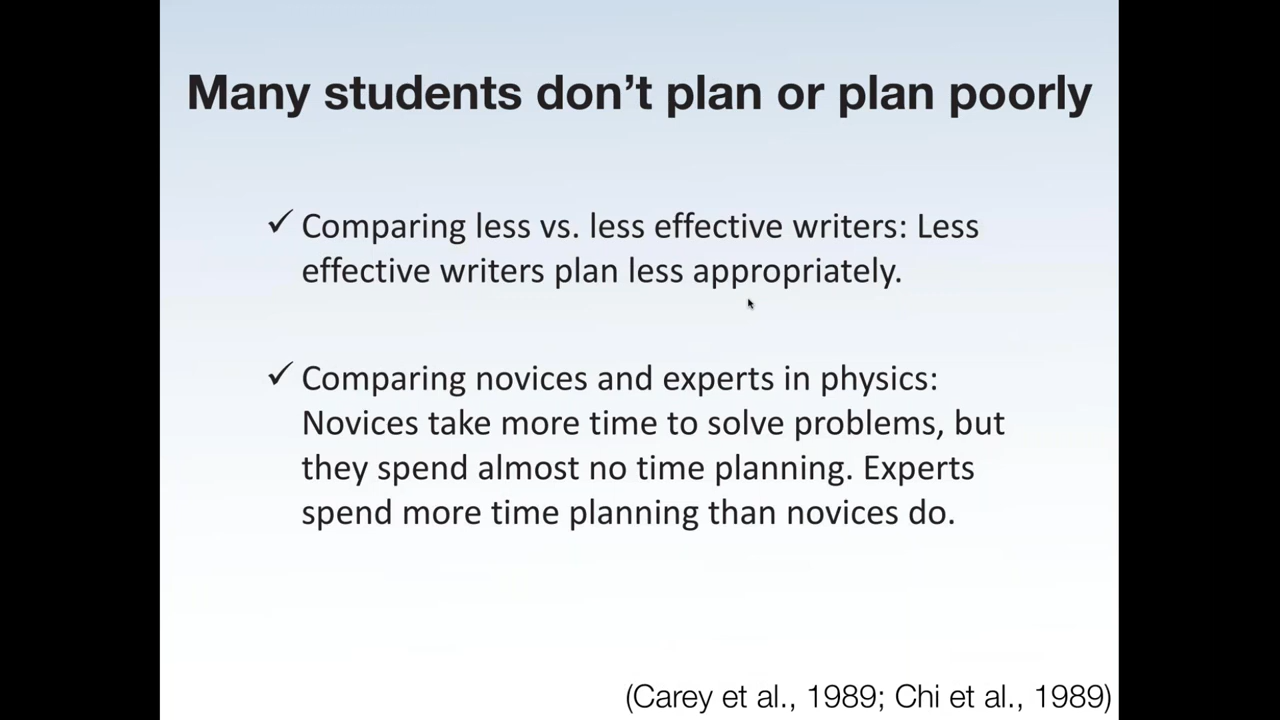 Many students don’t plan or plan poorly
✓ Comparing less vs. less effective writers: Less
effective writers plan less appropriately.
✓ Comparing novices and experts in physics:
Novices take more time to solve problems, but
they spend almost no time planning. Experts
spend more time planning than novices do.
(Carey et al., 1989; Chi et al., 1989)